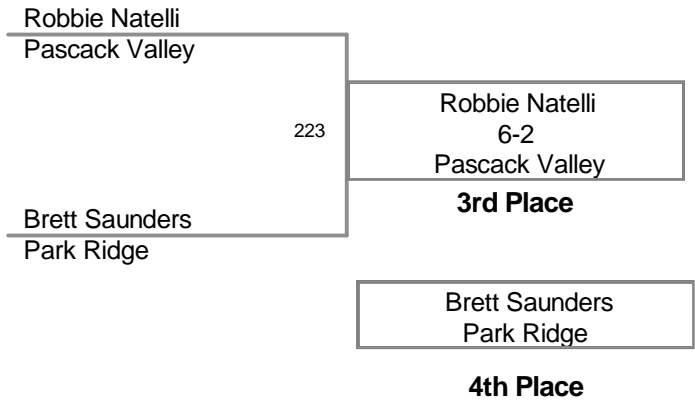 Robbie Natelli
Pascack Valley
223
Robbie Natelli
6-2
Pascack Valley
3rd Place
Brett Saunders
Park Ridge
Brett Saunders
Park Ridge
4th Place